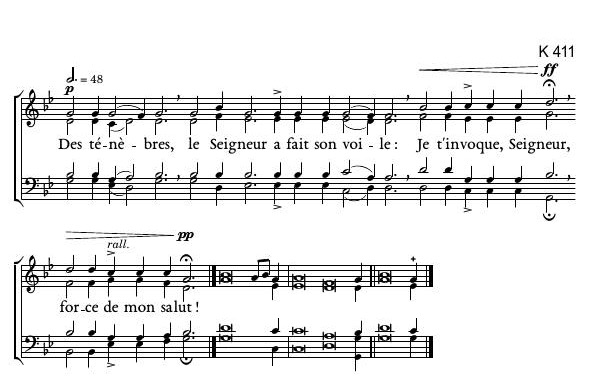 K 411
= 48
p
ff
Des té-nè-bres, le Seigneur a fait son voi-le: Je t'invoque, Seigneur,
rall.
pp
for-ce de mon salut!